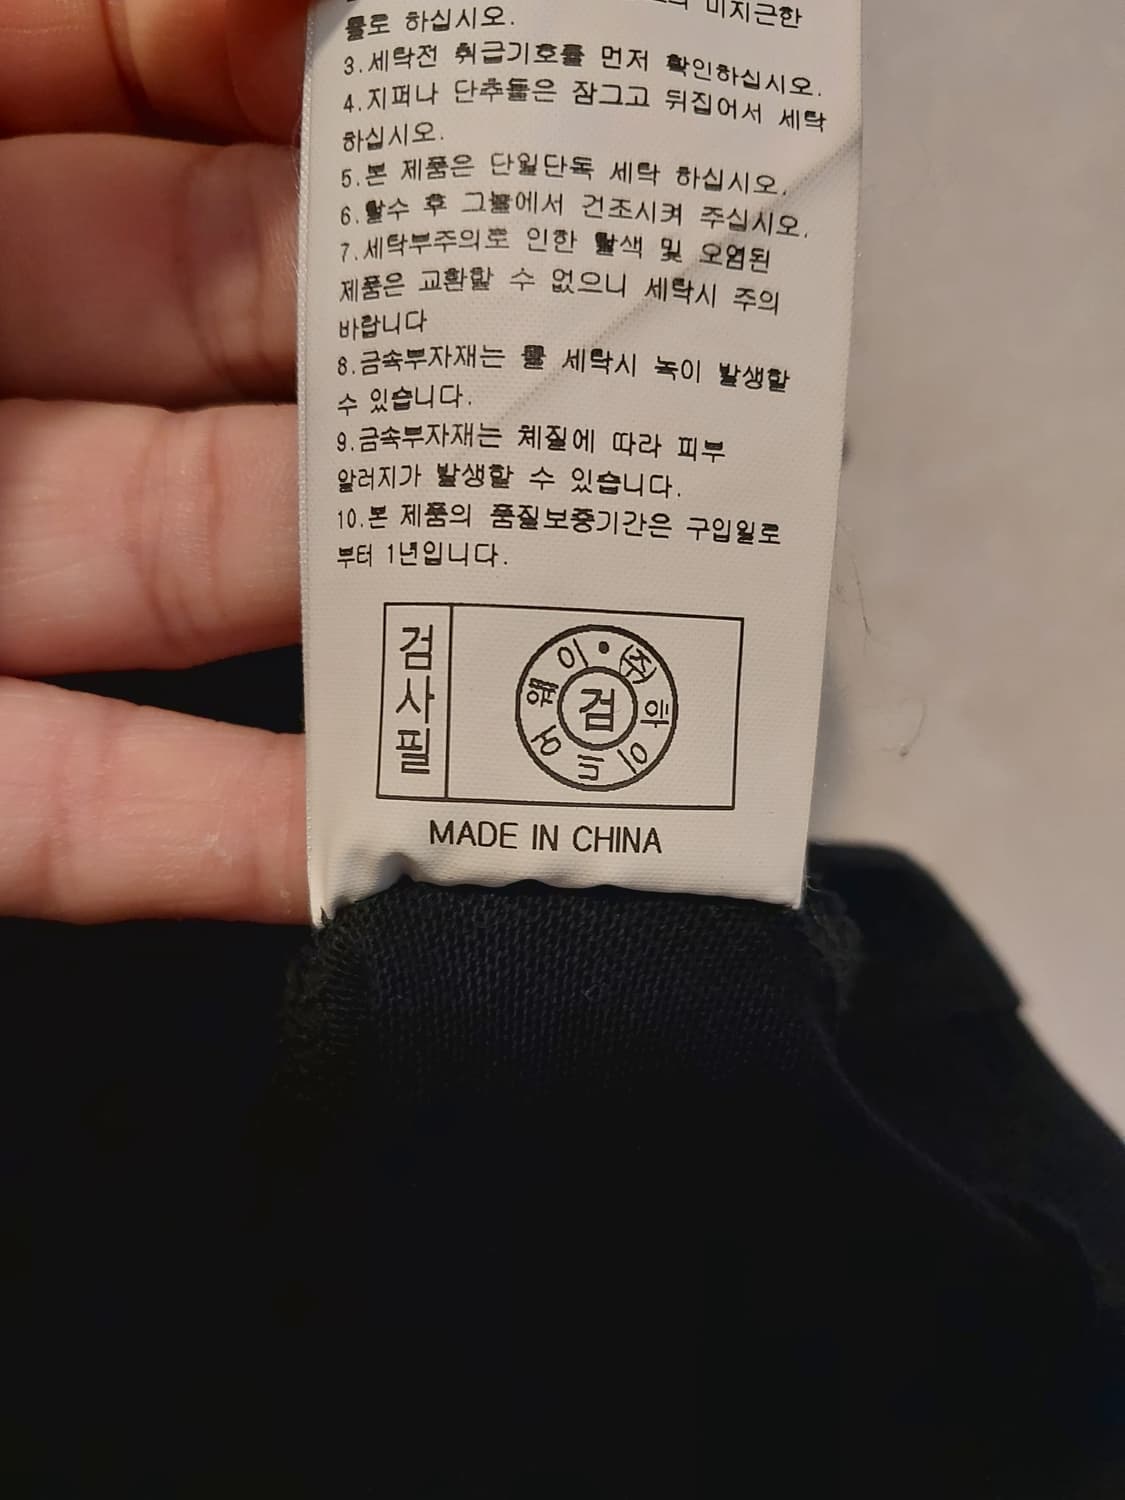 미지근한
물로 하십시오.
3.세탁전 취급기호를 먼저 확인하십시오.
4.지퍼나 단추들은 잠그고 뒤집어서 세탁
하십시오.
5.본 제품은 단일단독 세탁 하십시오.
6.탈수 후 그늘에서 건조시켜 주십시오.
7.세탁부주의로 인한 탈색 및 오염된
제품은 교환할 수 없으니 세탁시 주의
바랍니다
8.금속부자재는 물 세탁시 녹이 발생할
수 있습니다.
9.금속부자재는 체질에 따라 피부
알러지가 발생할 수 있습니다.
10.본 제품의 품질보증기간은 구입일로
부터 1년입니다.
검사필
검
MADE IN CHINA